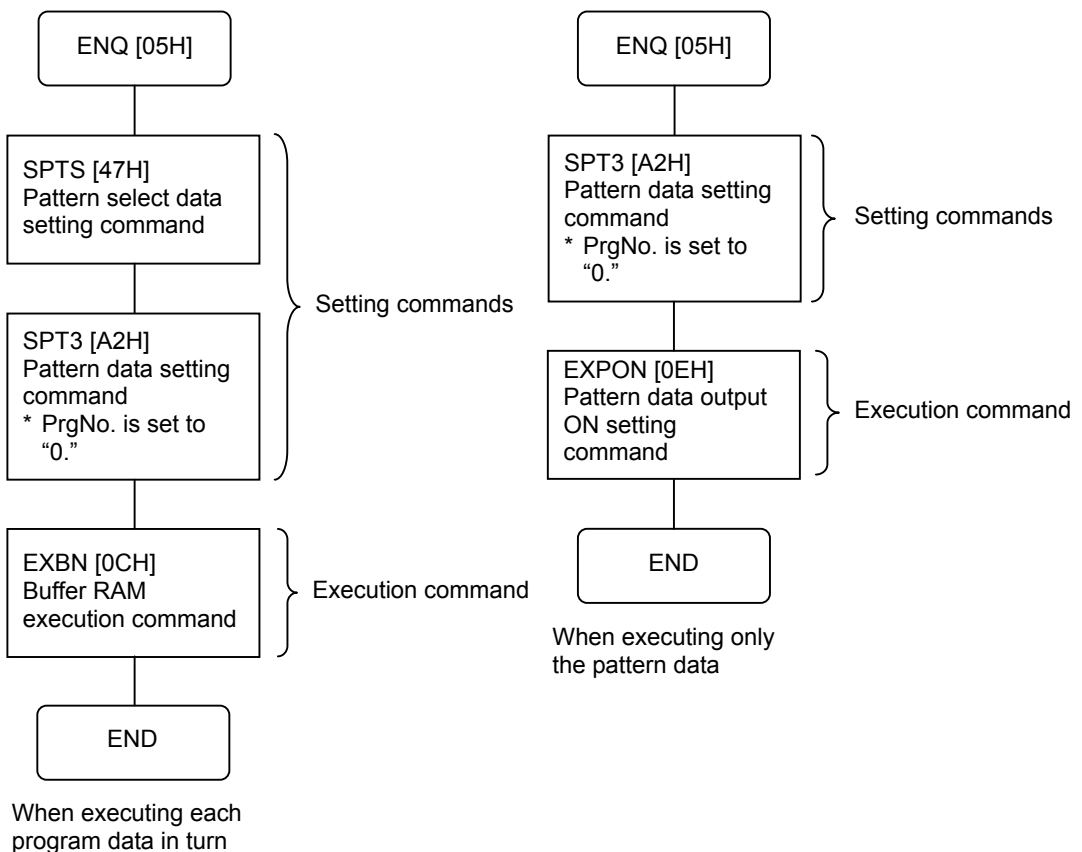 ENQ [05H]
SPTS [47H]
Pattern select data
setting command
SPT3 [A2H]
Pattern data setting
command
* PrgNo. is set to
“0.”
Setting commands
EXBN [0CH]
Buffer RAM
execution command
Execution command
END
When executing each
program data in turn
ENQ [05H]
SPT3 [A2H]
Pattern data setting
command
* PrgNo. is set to
“0.”
Setting commands
EXPON [0EH]
Pattern data output
ON setting
command
Execution command
END
When executing only
the pattern data